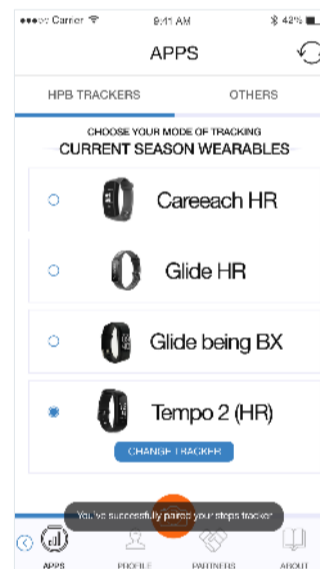 Carrier
9:41 AM
42%
APPS
HPB TRACKERS
OTHERS
CHOOSE YOUR MODE OF TRACKING
CURRENT SEASON WEARABLES
Careeach HR
Glide HR
Glide being BX
Tempo 2 (HR)
CHANGE TRACKER
You've successfully paired your steps tracker
APPS
PROFILE
PARTNERS
ABOUT